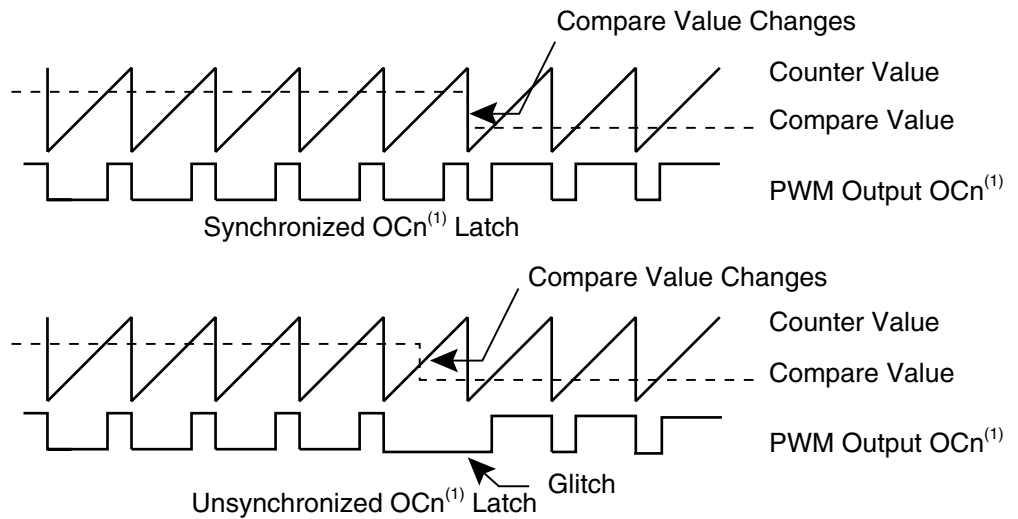 Compare Value Changes
Counter Value
Compare Value
PWM Output OCn(1)
Synchronized OCn(1) Latch
Compare Value Changes
Counter Value
Compare Value
PWM Output OCn(1)
Glitch
Unsynchronized OCn(1) Latch